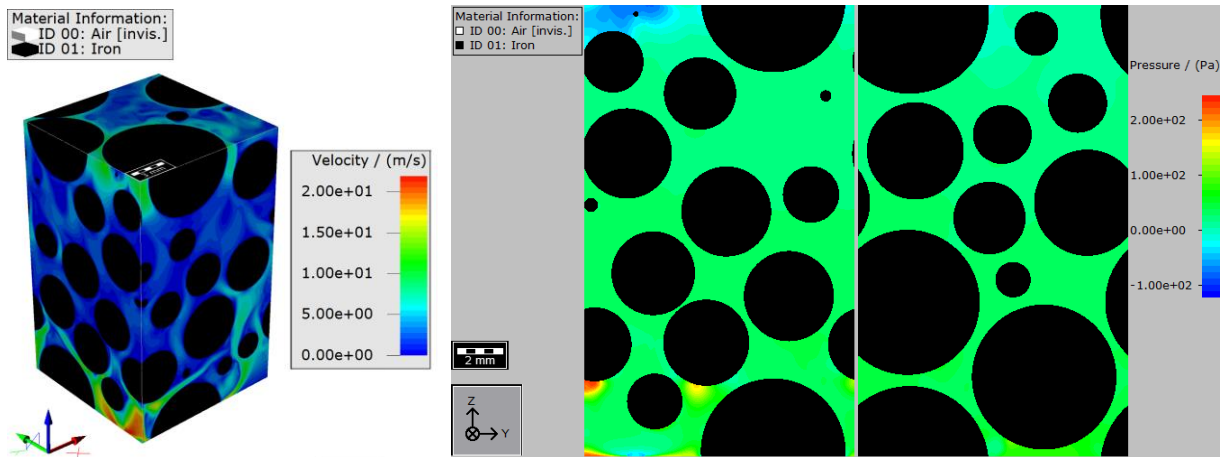 Material Information:
ID 00: Air [invis.]
ID 01: Iron
Velocity / (m/s)
2.00e+01
1.50e+01
1.00e+01
5.00e+00
0.00e+00
Material Information:
ID 00: Air [invis.]
ID 01: Iron
2 mm
Z
Y
Pressure / (Pa)
2.00e+02
1.00e+02
0.00e+00
-1.00e+02